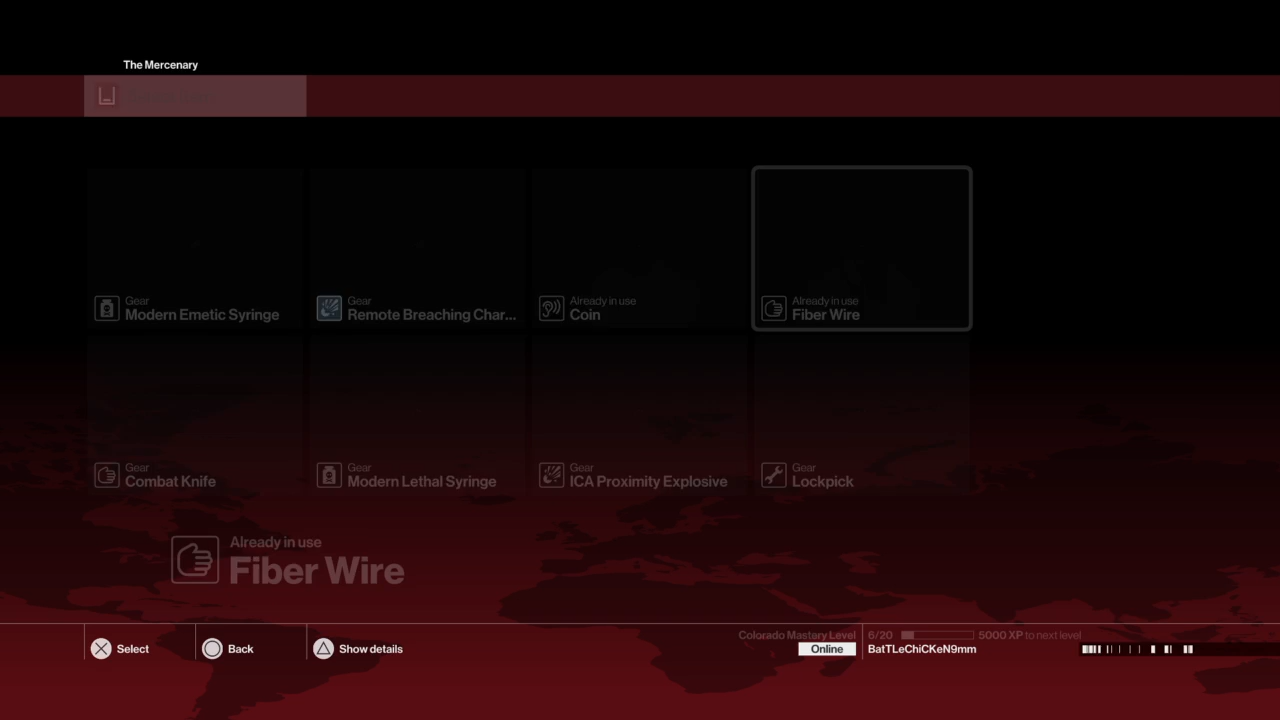 The Mercenary
Gear
Modern Emetic Syringe
Gear
Remote Breaching Char...
Already in use
Coin
Already in use
Fiber Wire
Gear
Combat Knife
Gear
Modern Lethal Syringe
Gear
ICA Proximity Explosive
Gear
Lockpick
Already in use
Fiber Wire
Select
Back
Show details
Colorado Mastery Level
6/20
5000 XP to next level
Online
BatTLeChiCKeN9mm